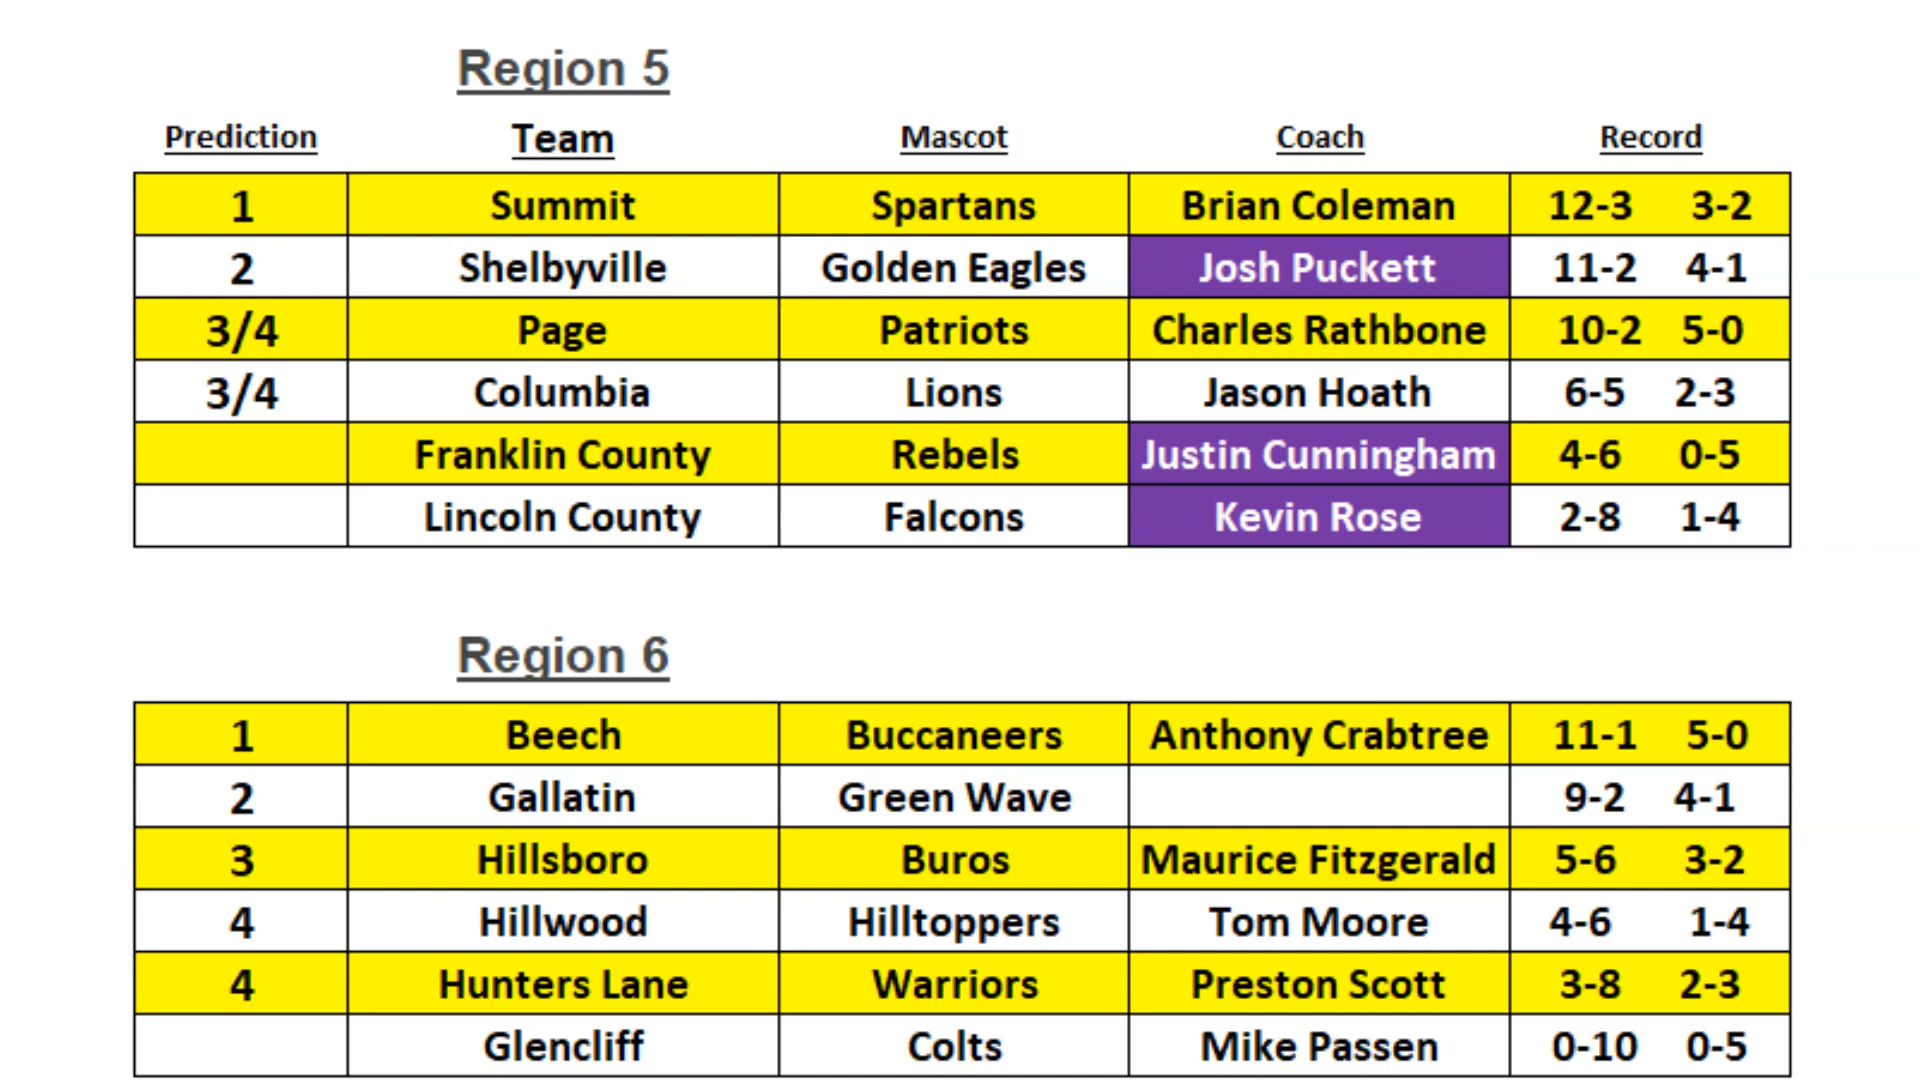 Region 5
Prediction Team Mascot Coach Record
1 Summit Spartans Brian Coleman 12-3 3-2
2 Shelbyville Golden Eagles Josh Puckett 11-2 4-1
3/4 Page Patriots Charles Rathbone 10-2 5-0
3/4 Columbia Lions Jason Hoath 6-5 2-3
Franklin County Rebels Justin Cunningham 4-6 0-5
Lincoln County Falcons Kevin Rose 2-8 1-4
Region 6
1 Beech Buccaneers Anthony Crabtree 11-1 5-0
2 Gallatin Green Wave 9-2 4-1
3 Hillsboro Buros Maurice Fitzgerald 5-6 3-2
4 Hillwood Hilltoppers Tom Moore 4-6 1-4
4 Hunters Lane Warriors Preston Scott 3-8 2-3
Glencliff Colts Mike Passen 0-10 0-5